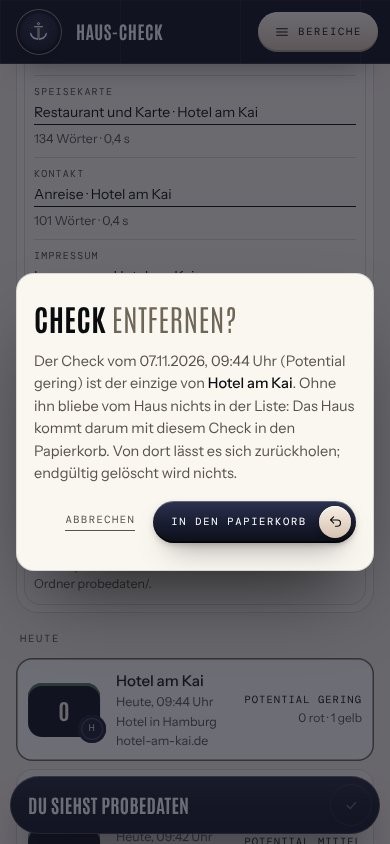 HAUS-CHECK
BEREICHE
SPEISEKARTE
Restaurant und Karte · Hotel am Kai
134 Wörter · 0,4 s
KONTAKT
Anreise · Hotel am Kai
101 Wörter · 0,4 s
IMPRESSUM
CHECK ENTFERNEN?
Der Check vom 07.11.2026, 09:44 Uhr (Potential
gering) ist der einzige von Hotel am Kai. Ohne
ihn bliebe vom Haus nichts in der Liste: Das Haus
kommt darum mit diesem Check in den
Papierkorb. Von dort lässt es sich zurückholen;
endgültig gelöscht wird nichts.
ABBRECHEN
IN DEN PAPIERKORB
Ordner probedaten/.
HEUTE
Hotel am Kai
0
H
Heute, 09:44 Uhr
Hotel in Hamburg
hotel-am-kai.de
POTENTIAL GERING
0 rot · 1 gelb
DU SIEHST PROBEDATEN
Heute, 09:42 Uhr
POTENTIAL MITTEL